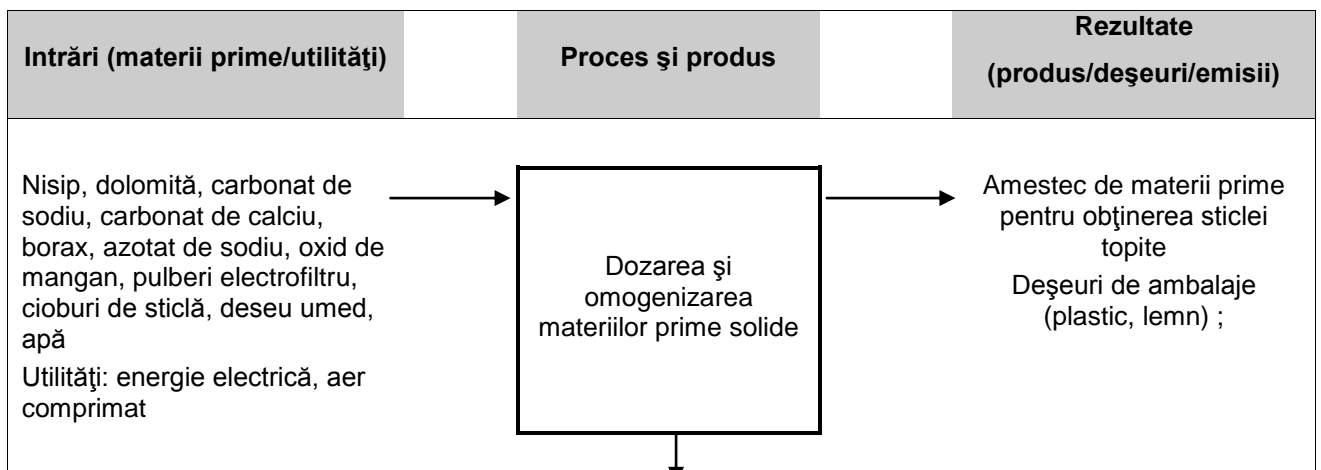 Intrări (materii prime/utilităţi)
Proces şi produs
Rezultate
(produs/deşeuri/emisii)
Nisip, dolomită, carbonat de
sodiu, carbonat de calciu,
borax, azotat de sodiu, oxid de
mangan, pulberi electrofiltru,
cioburi de sticlă, deseu umed,
apă
Utilităţi: energie electrică, aer
comprimat
Dozarea şi
omogenizarea
materiilor prime solide
Amestec de materii prime
pentru obţinerea sticlei
topite
Deşeuri de ambalaje
(plastic, lemn) ;